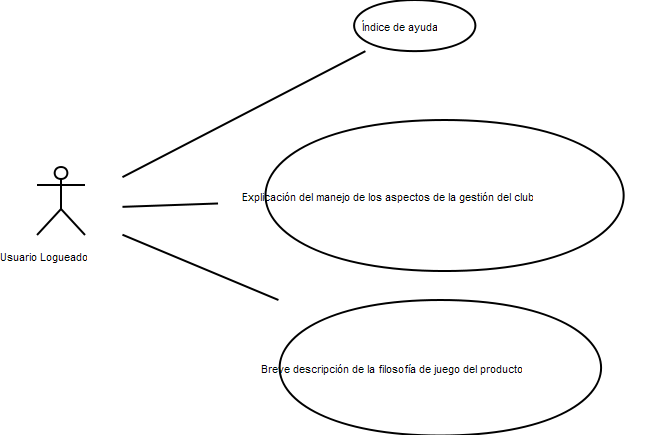 Índice de ayuda
Explicación del manejo de los aspectos de la gestión del club
Usuario Logueado
Breve descripción de la filosofía de juego del producto